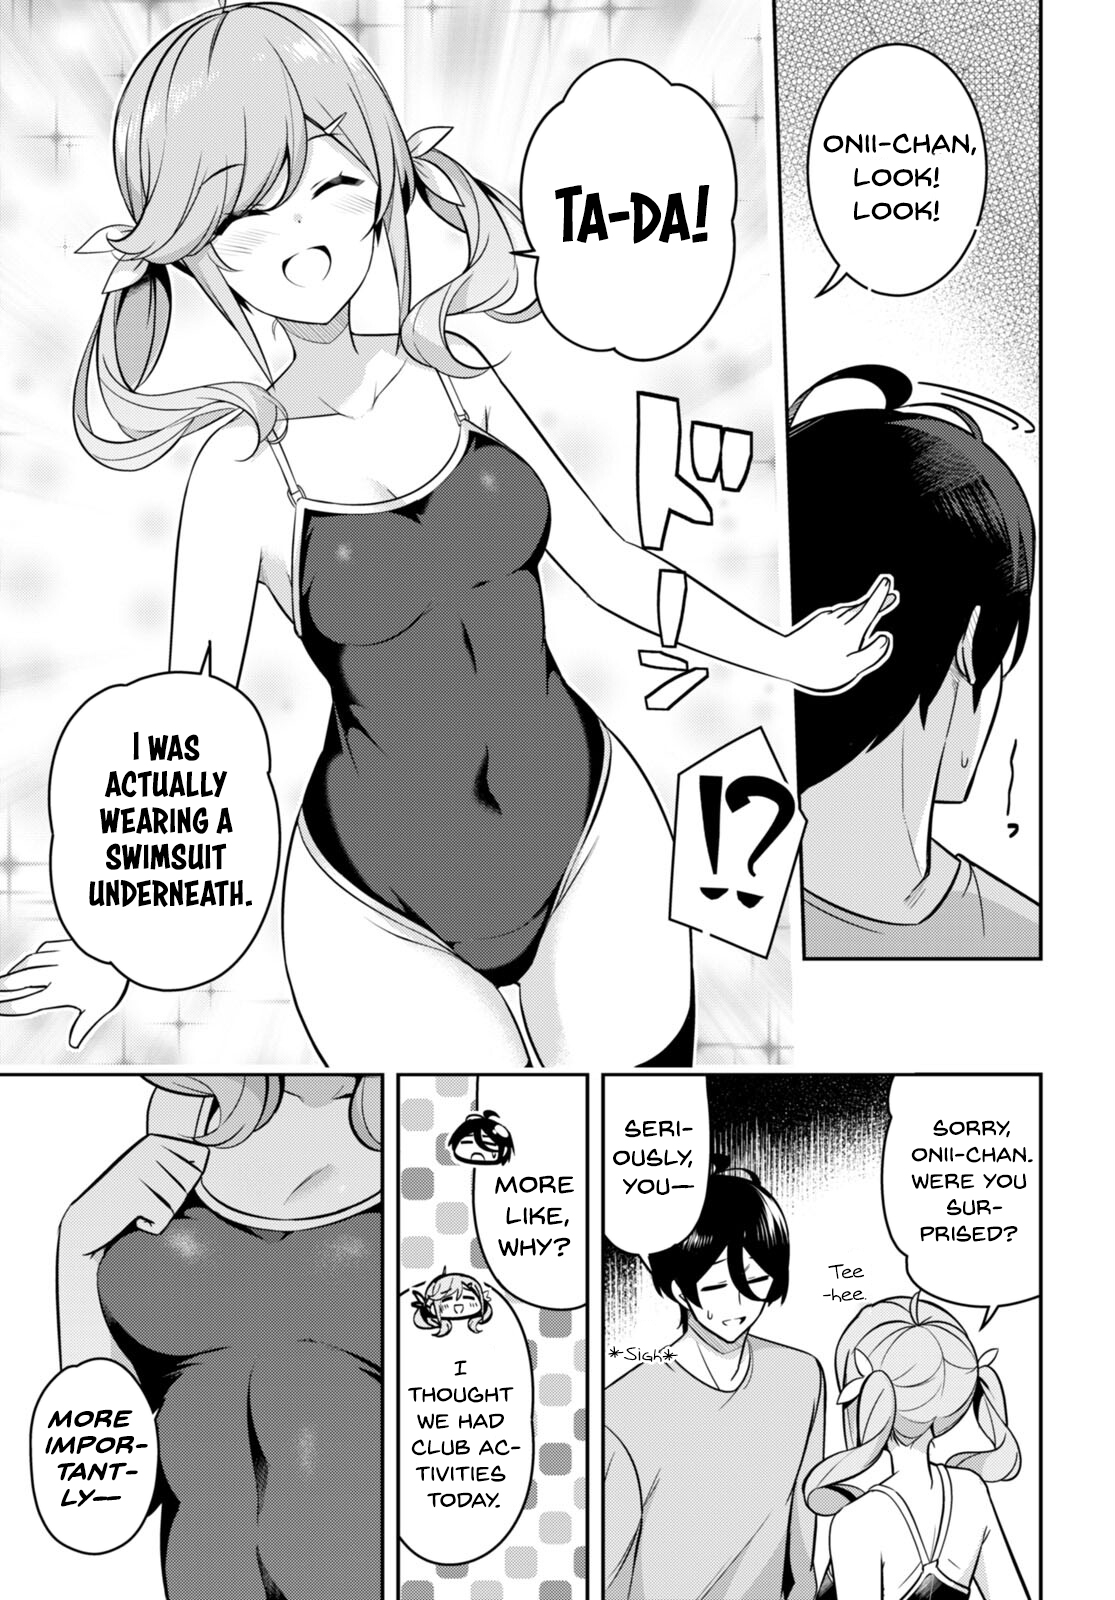 ONII-CHAN,
LOOK!
LOOK!
TA-DA!
ドーン
!?
I WAS
ACTUALLY
WEARING A
SWIMSUIT
UNDERNEATH.
SORRY,
ONII-CHAN.
WERE YOU
SUR-
PRISED?
Tee
-hee.
SERI-
OUSLY,
YOU—
*Sigh*
MORE
LIKE,
WHY?
I
THOUGHT
WE HAD
CLUB AC-
TIVITIES
TODAY.
MORE
IMPOR-
TANT-
LY—